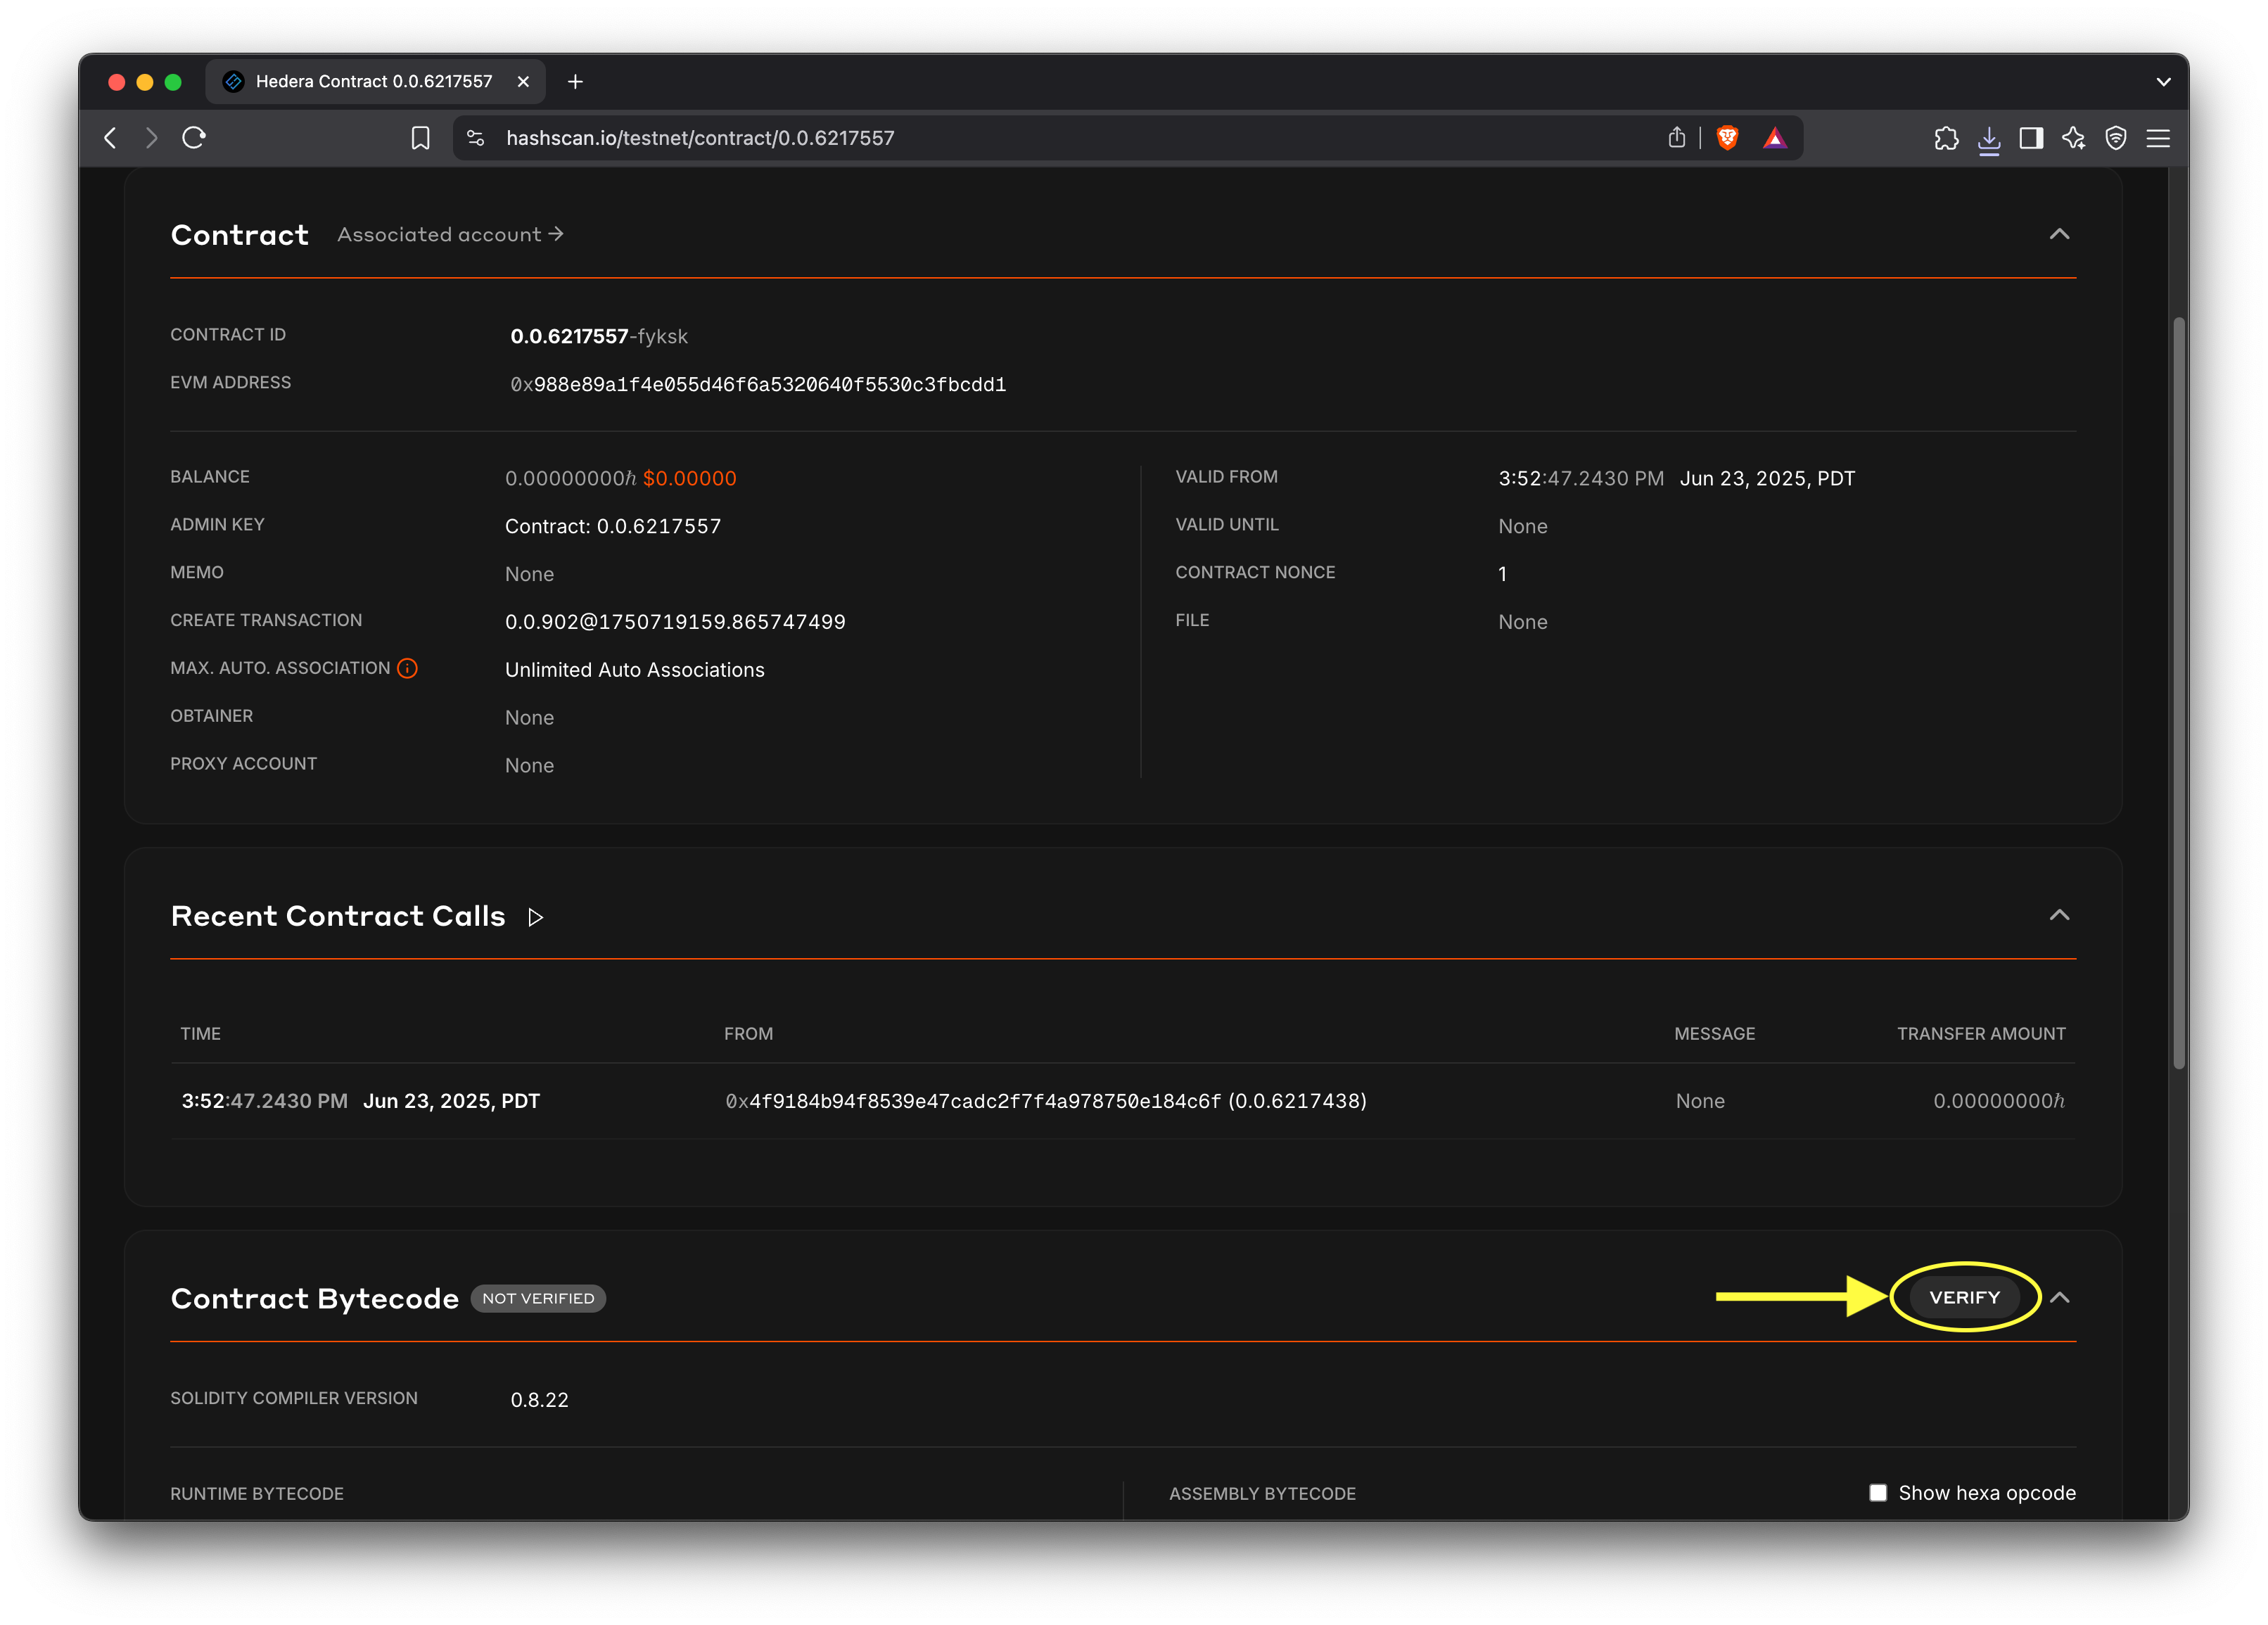 Hedera Contract 0.0.6217557
hashscan.io/testnet/contract/0.0.6217557
Contract Associated account →
CONTRACT ID 0.0.6217557-fyksk
EVM ADDRESS 0x988e89a1f4e055d46f6a5320640f5530c3fbcdd1
BALANCE 0.00000000ℏ $0.00000
ADMIN KEY Contract: 0.0.6217557
MEMO None
CREATE TRANSACTION 0.0.902@1750719159.865747499
MAX. AUTO. ASSOCIATION Unlimited Auto Associations
OBTAINER None
PROXY ACCOUNT None
VALID FROM 3:52:47.2430 PM Jun 23, 2025, PDT
VALID UNTIL None
CONTRACT NONCE 1
FILE None
Recent Contract Calls
TIME FROM MESSAGE TRANSFER AMOUNT
3:52:47.2430 PM Jun 23, 2025, PDT 0x4f9184b94f8539e47cadc2f7f4a978750e184c6f (0.0.6217438) None 0.00000000ℏ
Contract Bytecode NOT VERIFIED VERIFY
SOLIDITY COMPILER VERSION 0.8.22
RUNTIME BYTECODE ASSEMBLY BYTECODE Show hexa opcode